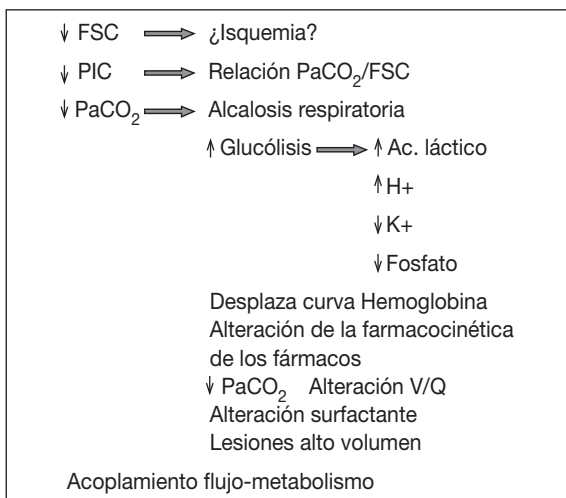 ↓ FSC ⟹ ¿Isquemia?
↓ PIC ⟹ Relación PaCO₂/FSC
↓ PaCO₂ ⟹ Alcalosis respiratoria
↑ Glucólisis ⟹ ↑ Ac. láctico
↑ H+
↓ K+
↓ Fosfato
Desplaza curva Hemoglobina
Alteración de la farmacocinética
de los fármacos
↓ PaCO₂ Alteración V/Q
Alteración surfactante
Lesiones alto volumen
Acoplamiento flujo-metabolismo